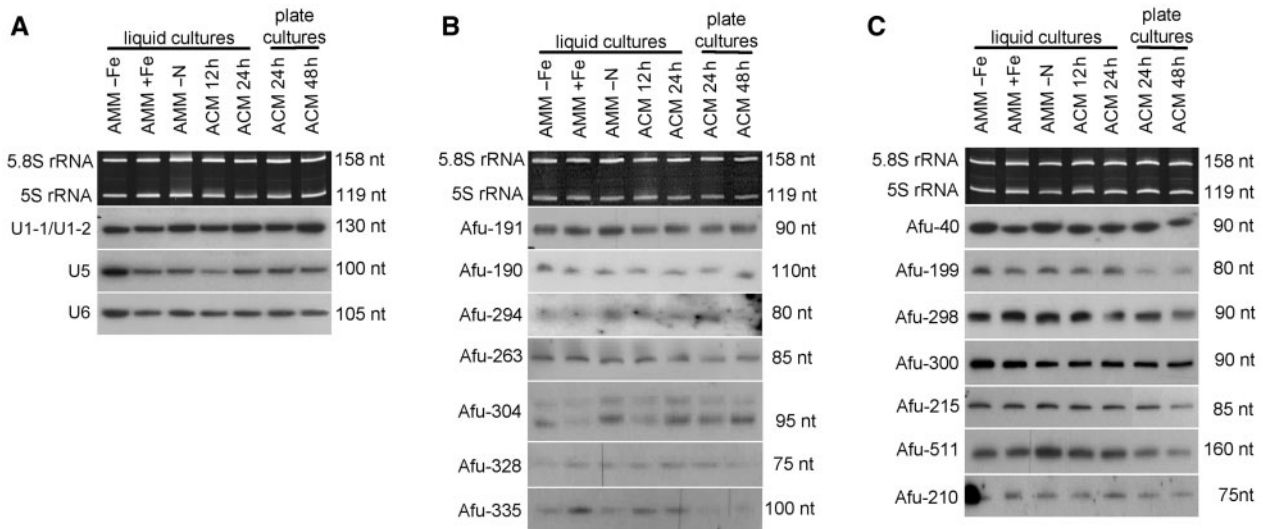 A
liquid cultures
plate
cultures
AMM –Fe
AMM +Fe
AMM –N
ACM 12h
ACM 24h
ACM 24h
ACM 48h
5.8S rRNA 158 nt
5S rRNA 119 nt
U1-1/U1-2 130 nt
U5 100 nt
U6 105 nt
B
liquid cultures
plate
cultures
AMM –Fe
AMM +Fe
AMM –N
ACM 12h
ACM 24h
ACM 24h
ACM 48h
5.8S rRNA 158 nt
5S rRNA 119 nt
Afu-191 90 nt
Afu-190 110nt
Afu-294 80 nt
Afu-263 85 nt
Afu-304 95 nt
Afu-328 75 nt
Afu-335 100 nt
C
liquid cultures
plate
cultures
AMM –Fe
AMM +Fe
AMM –N
ACM 12h
ACM 24h
ACM 24h
ACM 48h
5.8S rRNA 158 nt
5S rRNA 119 nt
Afu-40 90 nt
Afu-199 80 nt
Afu-298 90 nt
Afu-300 90 nt
Afu-215 85 nt
Afu-511 160 nt
Afu-210 75nt